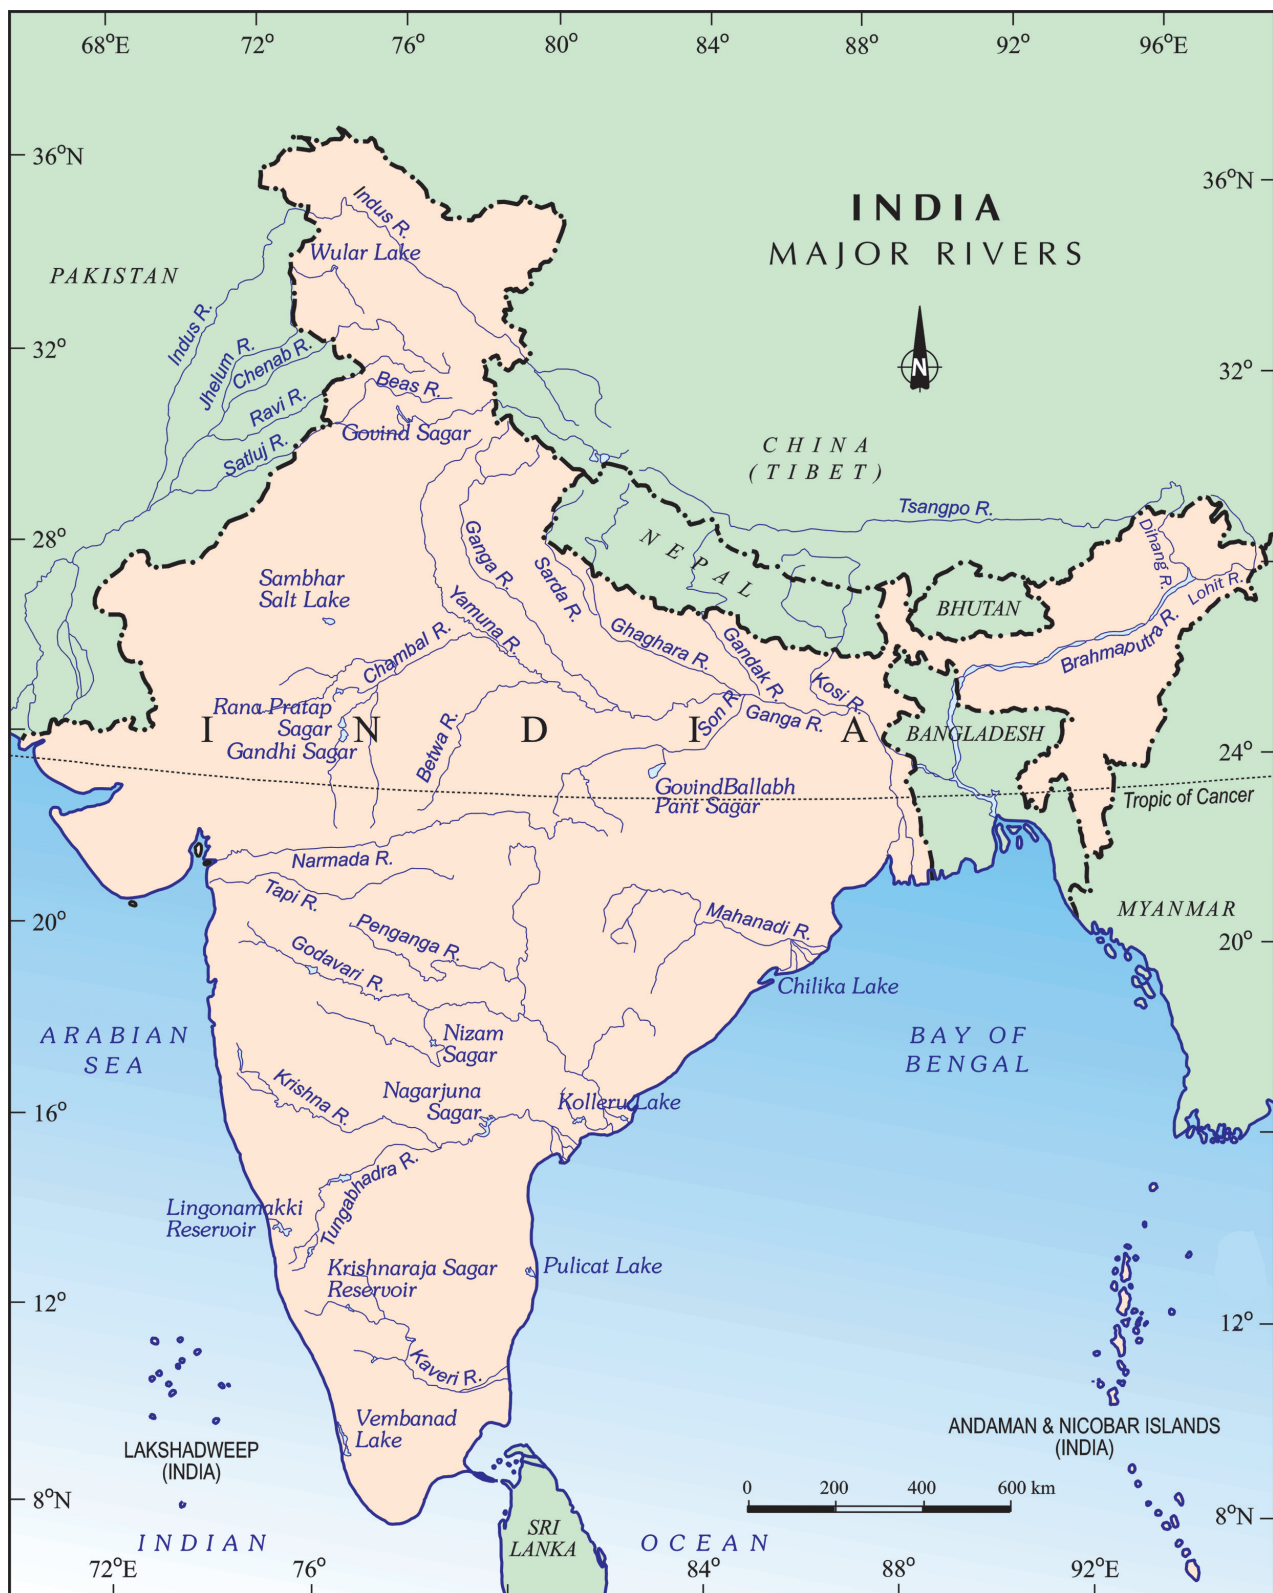 68°E 72° 76° 80° 84° 88° 92° 96°E
36°N
36°N
INDIA
MAJOR RIVERS
Indus R.
Wular Lake
PAKISTAN
Indus R.
Jhelum R.
Chenab R.
32°
32°
N
Beas R.
Ravi R.
Govind Sagar
Satluj R.
CHINA
(TIBET)
Tsangpo R.
Dihang R.
28°
NEPAL
Ganga R.
Sarda R.
Sambhar
Salt Lake
Lohit R.
BHUTAN
Yamuna R.
Brahmaputra R.
Chambal R.
Ghaghara R.
Gandak R.
Kosi R.
Rana Pratap
Sagar
Gandhi Sagar
Son R.
Ganga R.
I N D I A
BANGLADESH
Betwa R.
24°
GovindBallabh
Pant Sagar
Tropic of Cancer
Narmada R.
Tapi R.
Penganga R.
Mahanadi R.
MYANMAR
20°
20°
Godavari R.
Chilika Lake
ARABIAN
SEA
Nizam
Sagar
BAY OF
BENGAL
Krishna R.
Nagarjuna
Sagar
Kolleru Lake
16°
Tungabhadra R.
Lingonamakki
Reservoir
Krishnaraja Sagar
Reservoir
Pulicat Lake
12°
12°
Kaveri R.
Vembanad
Lake
LAKSHADWEEP
(INDIA)
ANDAMAN & NICOBAR ISLANDS
(INDIA)
0 200 400 600 km
8°N
8°N
SRI
LANKA
INDIAN OCEAN
72°E 76° 84° 88° 92°E